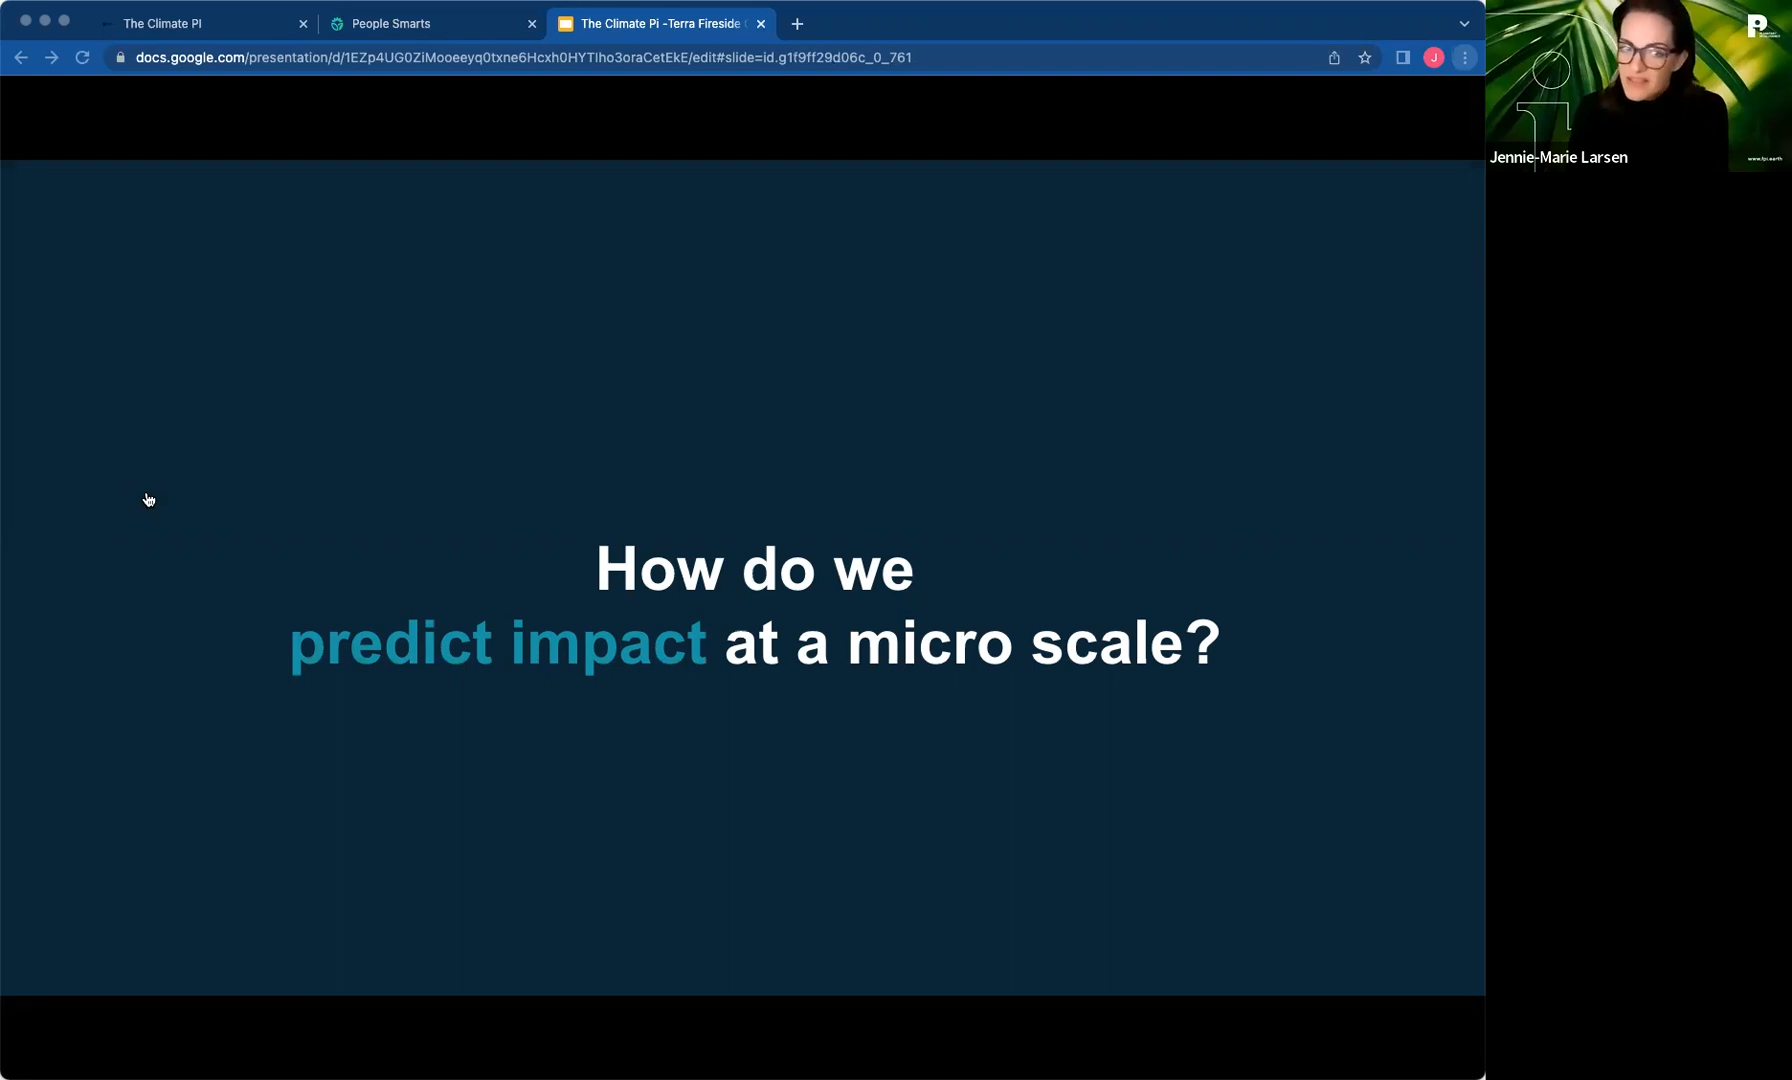 The Climate PI
People Smarts
The Climate Pi -Terra Fireside
docs.google.com/presentation/d/1EZp4UG0ZiMooeeyq0txne6Hcxh0HYTlho3oraCetEkE/edit#slide=id.g1f9ff29d06c_0_761
J
Jennie-Marie Larsen
How do we
predict impact at a micro scale?